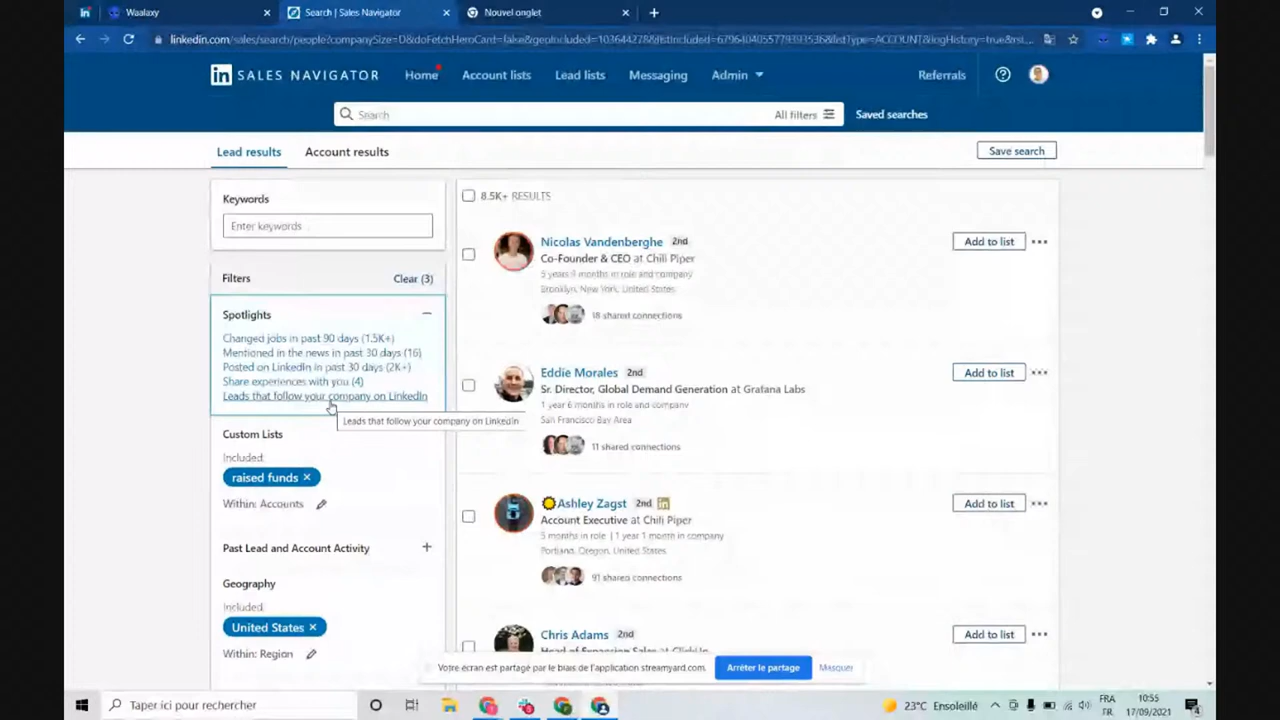 Waalaxy
Search | Sales Navigator
Nouvel onglet
SALES NAVIGATOR
Home
Account lists
Lead lists
Messaging
Admin
Referrals
Search
All filters
Saved searches
Lead results
Account results
Save search
Keywords
Enter keywords
Filters
Clear (3)
Spotlights
Changed jobs in past 90 days (1.5K+)
Mentioned in the news in past 30 days (16)
Posted on LinkedIn in past 30 days (2K+)
Share experiences with you (4)
Leads that follow your company on LinkedIn
Leads that follow your company on LinkedIn
Custom Lists
Included:
raised funds
Within: Accounts
Past Lead and Account Activity
Geography
Included:
United States
Within: Region
8.5K+ RESULTS
Nicolas Vandenberghe 2nd
Co-Founder & CEO at Chili Piper
Brooklyn, New York, United States
18 shared connections
Add to list
Eddie Morales 2nd
Sr. Director, Global Demand Generation at Grafana Labs
1 year 6 months in role and company
San Francisco Bay Area
11 shared connections
Add to list
Ashley Zagst 2nd
Account Executive at Chili Piper
5 months in role | 1 year 1 month in company
Portland, Oregon, United States
91 shared connections
Add to list
Chris Adams 2nd
Head of Expansion Sales at ClickUp
Add to list
Votre écran est partagé par le biais de l'application streamyard.com.
Arrêter le partage
Masquer
Taper ici pour rechercher
23°C Ensoleillé
FRA
FR
10:55
17/09/2021